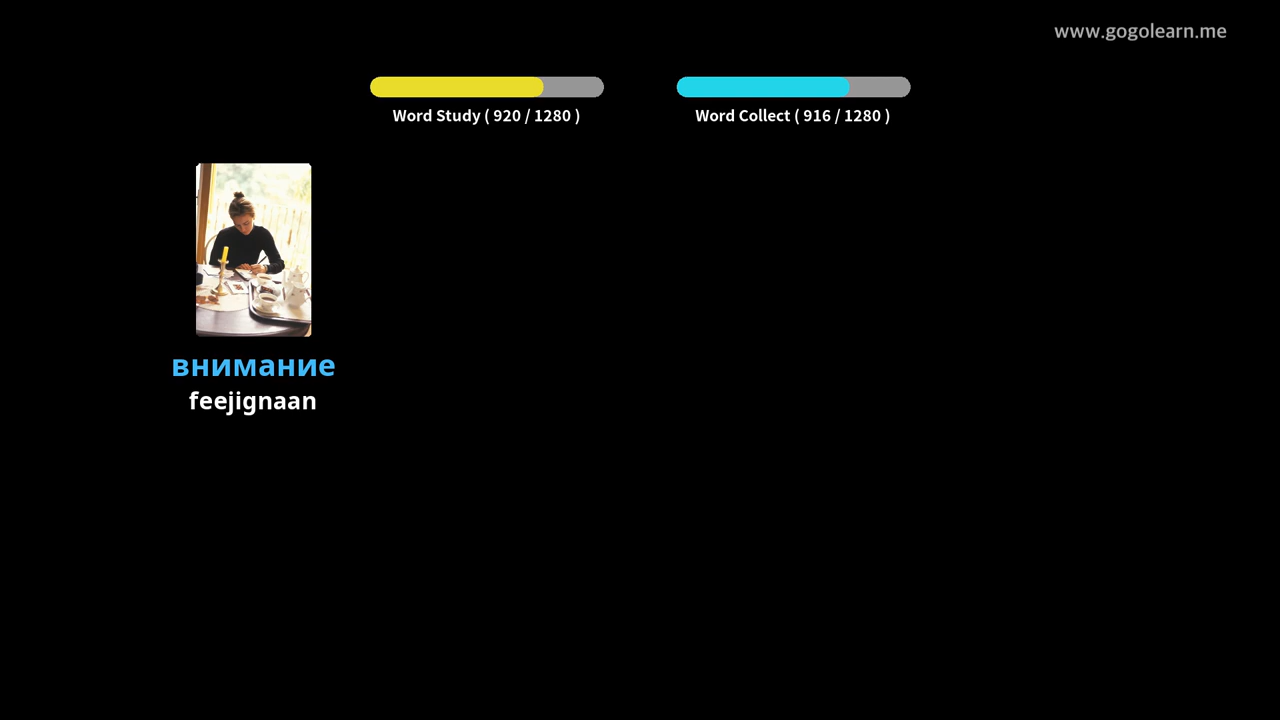 www.gogolearn.me
Word Study ( 920 / 1280 )
Word Collect ( 916 / 1280 )
внимание
feejignaan